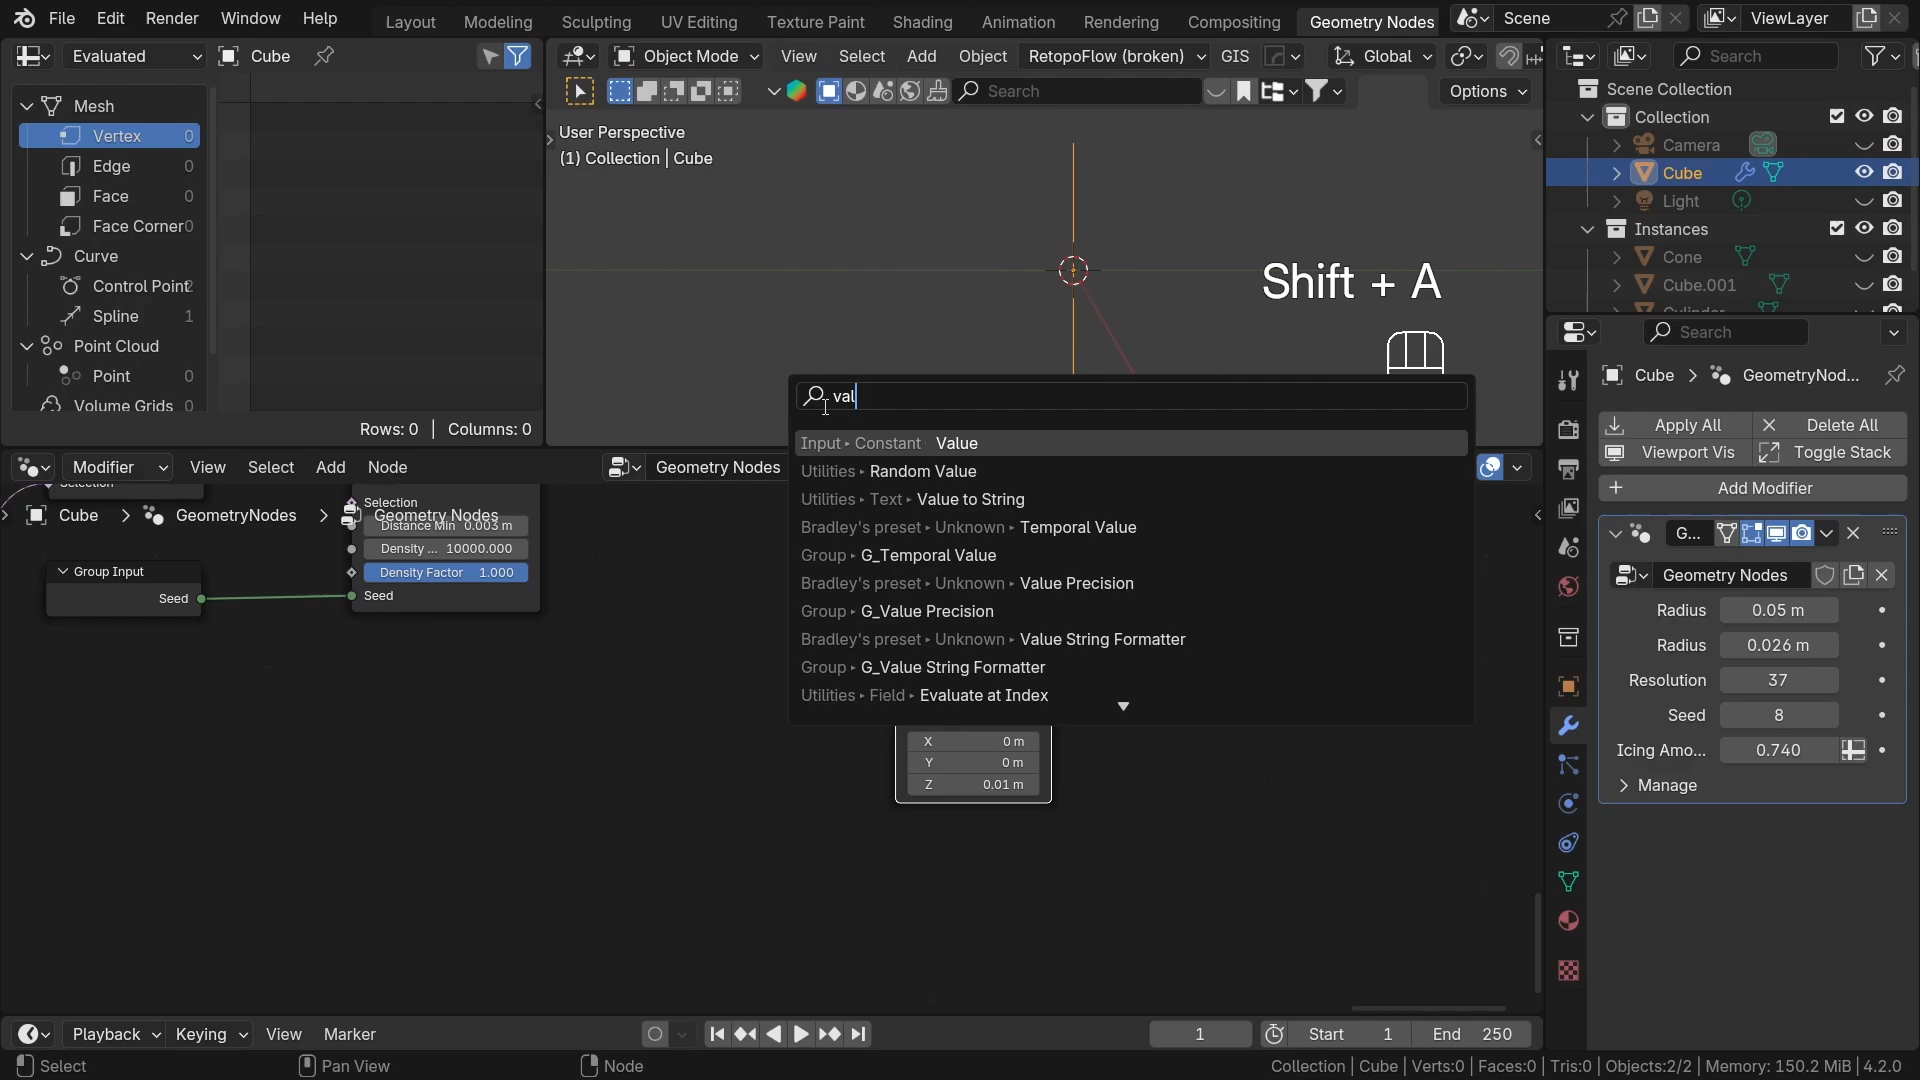 File Edit Render Window Help Layout Modeling Sculpting UV Editing Texture Paint Shading Animation Rendering Compositing Geometry Nodes Scene ViewLayer
Evaluated Cube
Object Mode View Select Add Object RetopoFlow (broken) GIS Global
Search
Search
Options
Mesh
Vertex 0
Edge 0
Face 0
Face Corner 0
Curve
Control Point 2
Spline 1
Point Cloud
Point 0
Volume Grids 0
Rows: 0 | Columns: 0
User Perspective
(1) Collection | Cube
Shift + A
Scene Collection
Collection
Camera
Cube
Light
Instances
Cone
Cube.001
Cylinder
Search
Cube GeometryNod...
Apply All Delete All
Viewport Vis Toggle Stack
Add Modifier
G...
Geometry Nodes
Radius 0.05 m
Radius 0.026 m
Resolution 37
Seed 8
Icing Amo... 0.740
Manage
Modifier View Select Add Node Geometry Nodes
Cube GeometryNodes Geometry Nodes
Selection
Selection
Distance Min 0.003 m
Density ... 10000.000
Density Factor 1.000
Seed
Group Input
Seed
val
Input Constant Value
Utilities Random Value
Utilities Text Value to String
Bradley's preset Unknown Temporal Value
Group G_Temporal Value
Bradley's preset Unknown Value Precision
Group G_Value Precision
Bradley's preset Unknown Value String Formatter
Group G_Value String Formatter
Utilities Field Evaluate at Index
X 0 m
Y 0 m
Z 0.01 m
Playback Keying View Marker 1 Start 1 End 250
Select Pan View Node Collection | Cube | Verts:0 | Faces:0 | Tris:0 | Objects:2/2 | Memory: 150.2 MiB | 4.2.0